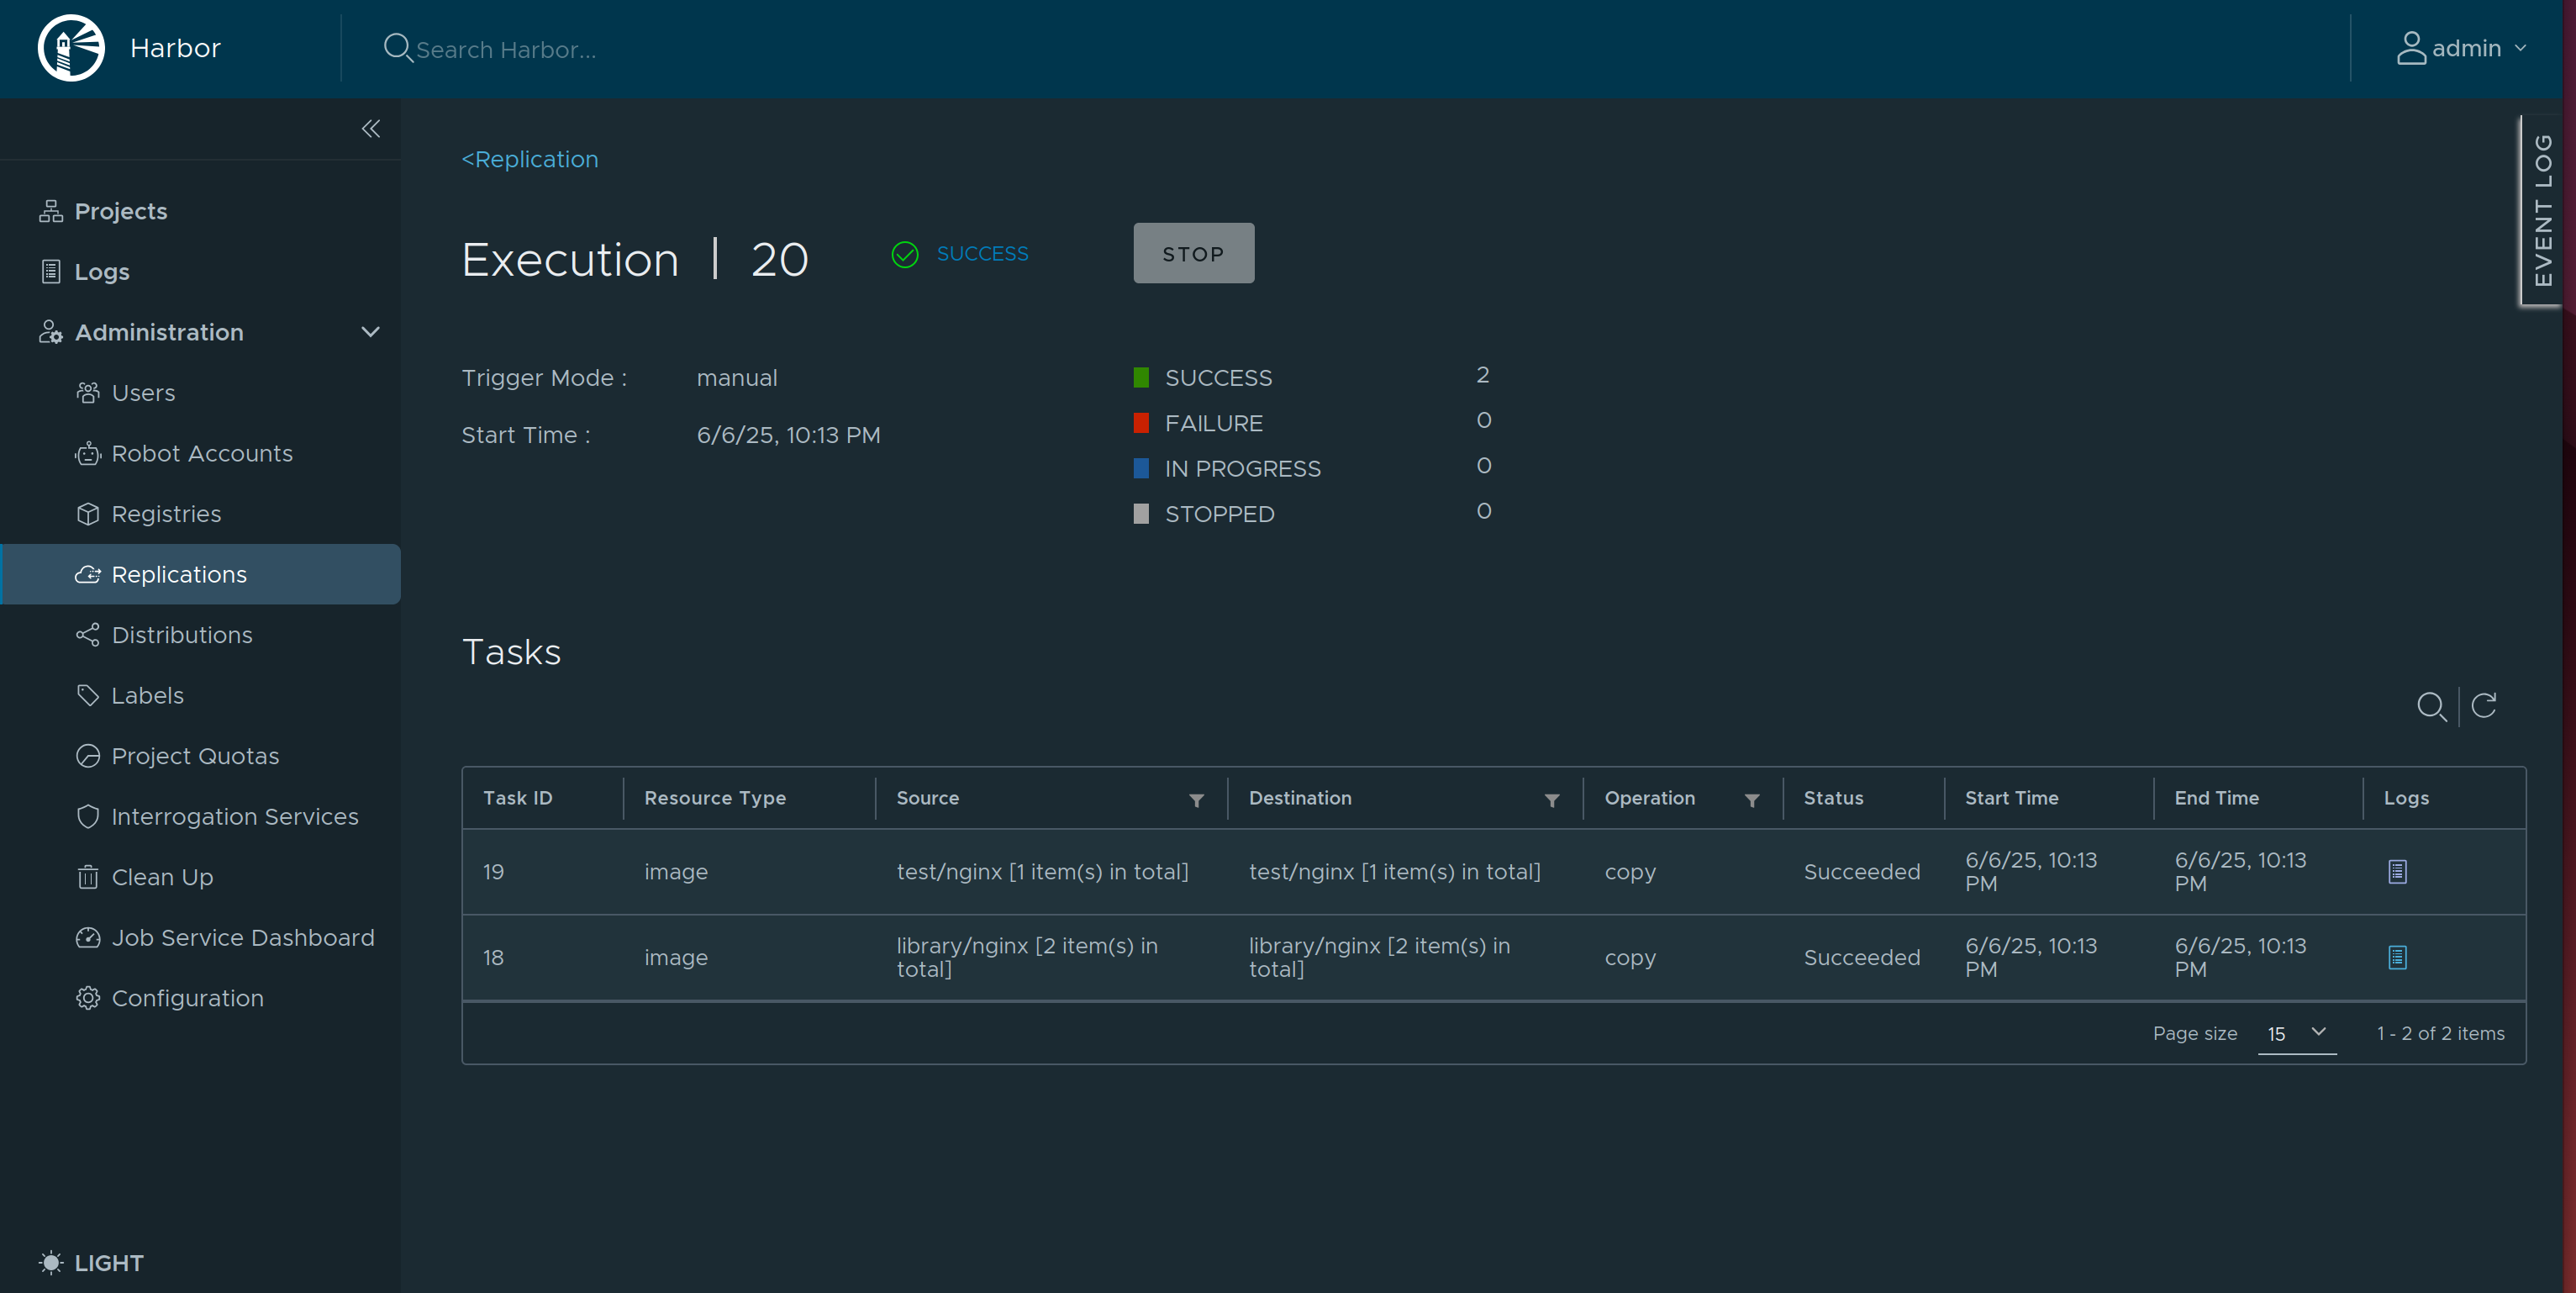 Harbor
Search Harbor...
admin
EVENT LOG
Projects
Logs
Administration
Users
Robot Accounts
Registries
Replications
Distributions
Labels
Project Quotas
Interrogation Services
Clean Up
Job Service Dashboard
Configuration
LIGHT
<Replication
Execution | 20
SUCCESS
STOP
Trigger Mode : manual
Start Time : 6/6/25, 10:13 PM
SUCCESS 2
FAILURE 0
IN PROGRESS 0
STOPPED 0
Tasks
Task ID Resource Type Source Destination Operation Status Start Time End Time Logs
19 image test/nginx [1 item(s) in total] test/nginx [1 item(s) in total] copy Succeeded 6/6/25, 10:13 PM 6/6/25, 10:13 PM
18 image library/nginx [2 item(s) in total] library/nginx [2 item(s) in total] copy Succeeded 6/6/25, 10:13 PM 6/6/25, 10:13 PM
Page size 15 1 - 2 of 2 items